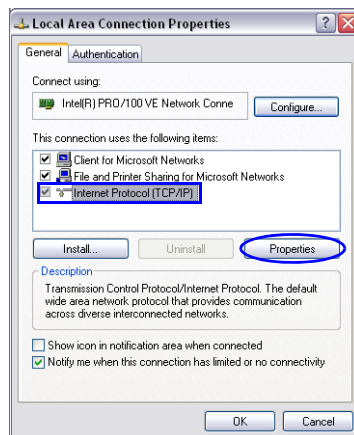 Local Area Connection Properties
General
Authentication
Connect using:
Intel(R) PRO/100 VE Network Conne
Configure...
This connection uses the following items:
Client for Microsoft Networks
File and Printer Sharing for Microsoft Networks
Internet Protocol (TCP/IP)
Install...
Uninstall
Properties
Description
Transmission Control Protocol/Internet Protocol. The default
wide area network protocol that provides communication
across diverse interconnected networks.
Show icon in notification area when connected
Notify me when this connection has limited or no connectivity
OK
Cancel